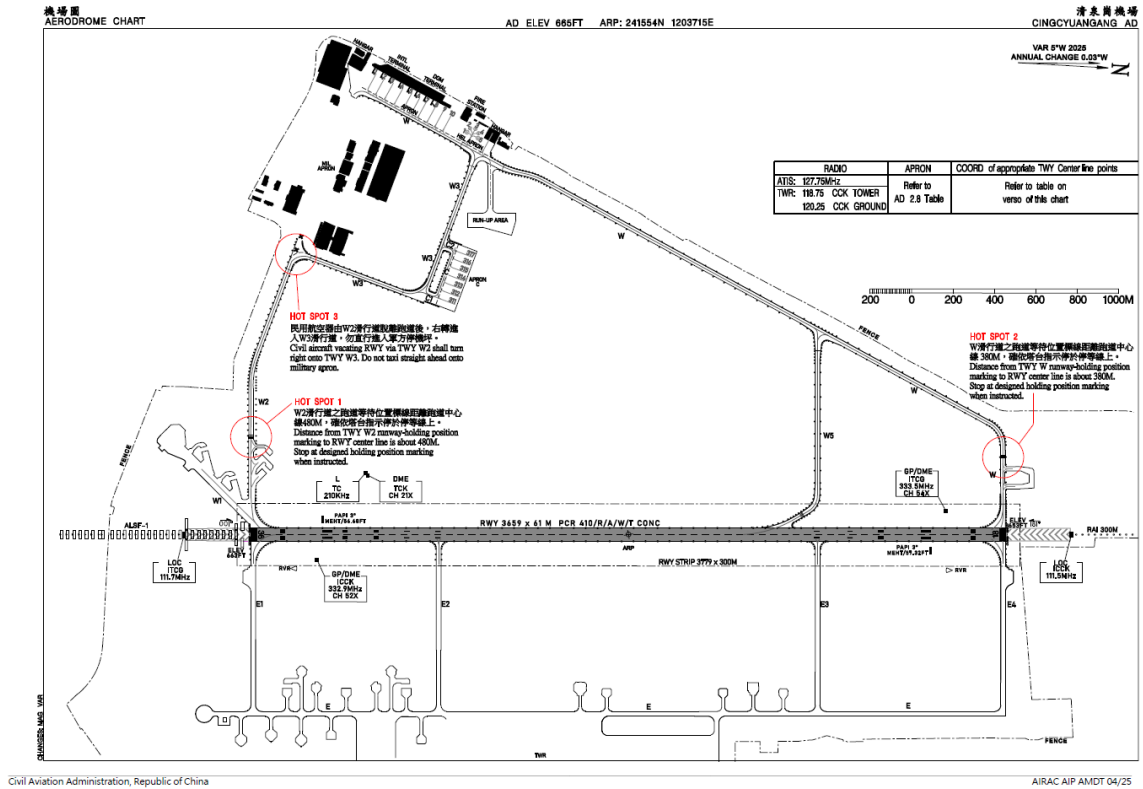 機場圖
AERODROME CHART
AD ELEV 665FT ARP: 241554N 1203715E
清泉崗機場
CINGCYUANGANG AD
VAR 5°W 2025
ANNUAL CHANGE 0.03°W
N
HANGAR
INTL
TERMINAL
DOM
TERMINAL
FIRE
STATION
HANGAR
APRON
W
HEL APRON
MIL
APRON
W3
RUN-UP AREA
W
W3
APRON
C
W3
RADIO APRON COORD of appropriate TWY Center line points
ATIS: 127.75MHz
TWR: 118.75 CCK TOWER
120.25 CCK GROUND
Refer to
AD 2.8 Table
Refer to table on
verso of this chart
200 0 200 400 600 800 1000M
FENCE
HOT SPOT 3
民用航空器由W2滑行道脫離跑道後，右轉進
入W3滑行道，勿直行進入軍方停機坪。
Civil aircraft vacating RWY via TWY W2 shall turn
right onto TWY W3. Do not taxi straight ahead onto
military apron.
HOT SPOT 2
W滑行道之跑道等待位置標線距離跑道中心
線 380M，確依塔台指示停於停等線上。
Distance from TWY W runway-holding position
marking to RWY center line is about 380M.
Stop at designed holding position marking
when instructed.
W
W2
HOT SPOT 1
W2滑行道之跑道等待位置標線距離跑道中心
線480M，確依塔台指示停於停等線上。
Distance from TWY W2 runway-holding position
marking to RWY center line is about 480M.
Stop at designed holding position marking
when instructed.
W5
FENCE
L
TC
210KHz
DME
TCK
CH 21X
GP/DME
ITCG
333.5MHz
CH 54X
W
W1
ALSF-1
PAPI 3°
RWY 3659 x 61 M PCR 410/R/A/W/T CONC
RAI 300M
ARP
PAPI 3°
ELEV
LOC
ITCG
111.7MHz
RWY STRIP 3779 x 300M
LOC
ICCK
111.5MHz
RVR
GP/DME
ICCK
332.9MHz
CH 52X
RVR
E1
E2
E3
E4
E
E
E
CHANGES: MAG VAR
TWR
FENCE
Civil Aviation Administration, Republic of China
AIRAC AIP AMDT 04/25